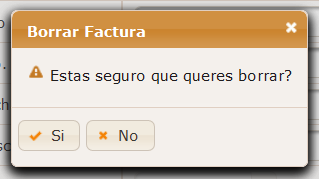 Borrar Factura
Estas seguro que queres borrar?
Si
No